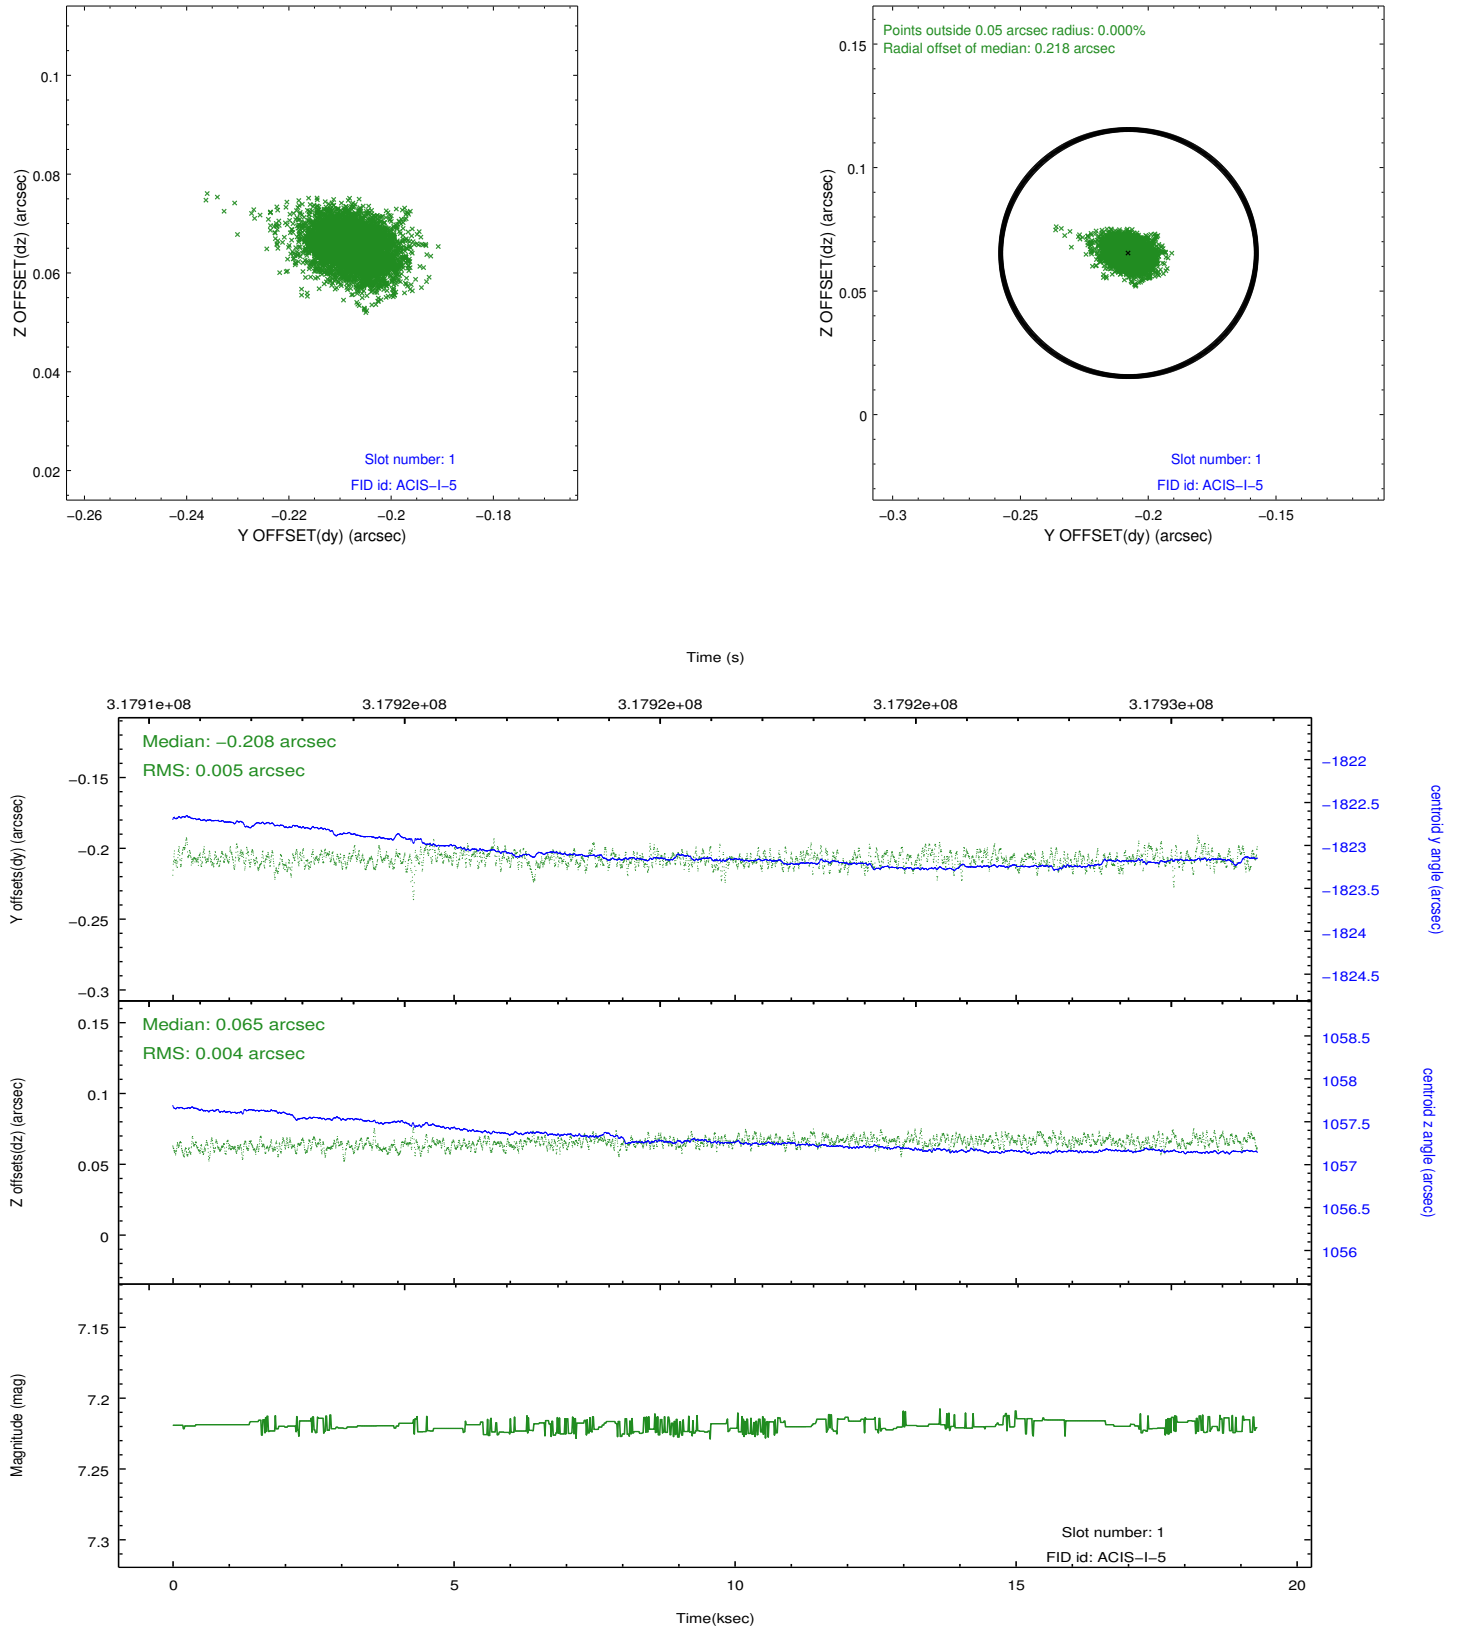 0.1
0.08
0.06
0.04
0.02
Z OFFSET(dz) (arcsec)
Slot number: 1
FID id: ACIS−I−5
−0.26 −0.24 −0.22 −0.2 −0.18
Y OFFSET(dy) (arcsec)
Points outside 0.05 arcsec radius: 0.000%
Radial offset of median: 0.218 arcsec
0.15
0.1
0.05
0
Z OFFSET(dz) (arcsec)
Slot number: 1
FID id: ACIS−I−5
−0.3 −0.25 −0.2 −0.15
Y OFFSET(dy) (arcsec)
Time (s)
3.1791e+08 3.1792e+08 3.1792e+08 3.1792e+08 3.1793e+08
Median: −0.208 arcsec
RMS: 0.005 arcsec
−0.15
−0.2
−0.25
−0.3
Y offsets(dy) (arcsec)
−1822
−1822.5
−1823
−1823.5
−1824
−1824.5
centroid y angle (arcsec)
Median: 0.065 arcsec
RMS: 0.004 arcsec
0.15
0.1
0.05
0
Z offsets(dz) (arcsec)
1058.5
1058
1057.5
1057
1056.5
1056
centroid z angle (arcsec)
7.15
7.2
7.25
7.3
Magnitude (mag)
Slot number: 1
FID id: ACIS−I−5
0 5 10 15 20
Time(ksec)